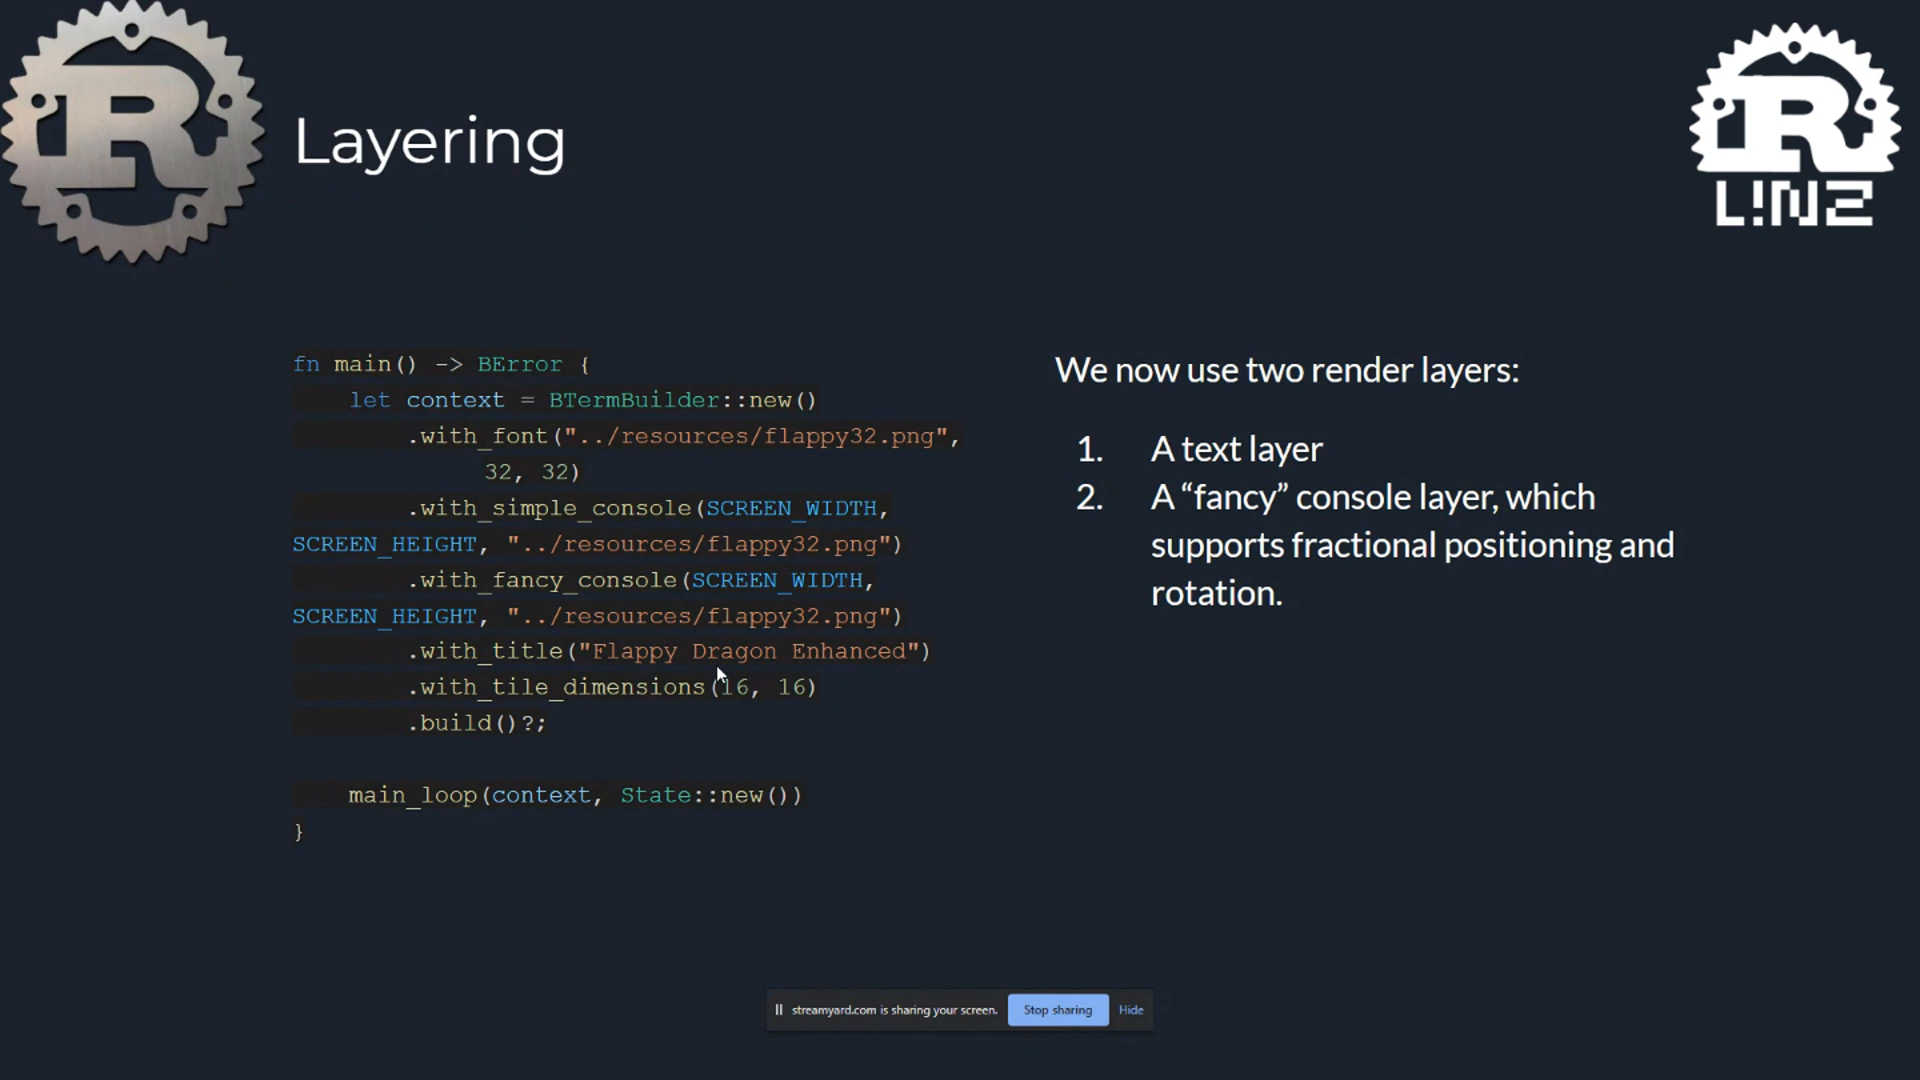 Layering
R
R
L!NZ
fn main() -> BError {
let context = BTermBuilder::new()
.with_font("../resources/flappy32.png",
32, 32)
.with_simple_console(SCREEN_WIDTH,
SCREEN_HEIGHT, "../resources/flappy32.png")
.with_fancy_console(SCREEN_WIDTH,
SCREEN_HEIGHT, "../resources/flappy32.png")
.with_title("Flappy Dragon Enhanced")
.with_tile_dimensions(16, 16)
.build()?;
main_loop(context, State::new())
}
We now use two render layers:
1. A text layer
2. A “fancy” console layer, which
supports fractional positioning and
rotation.
streamyard.com is sharing your screen. Stop sharing Hide